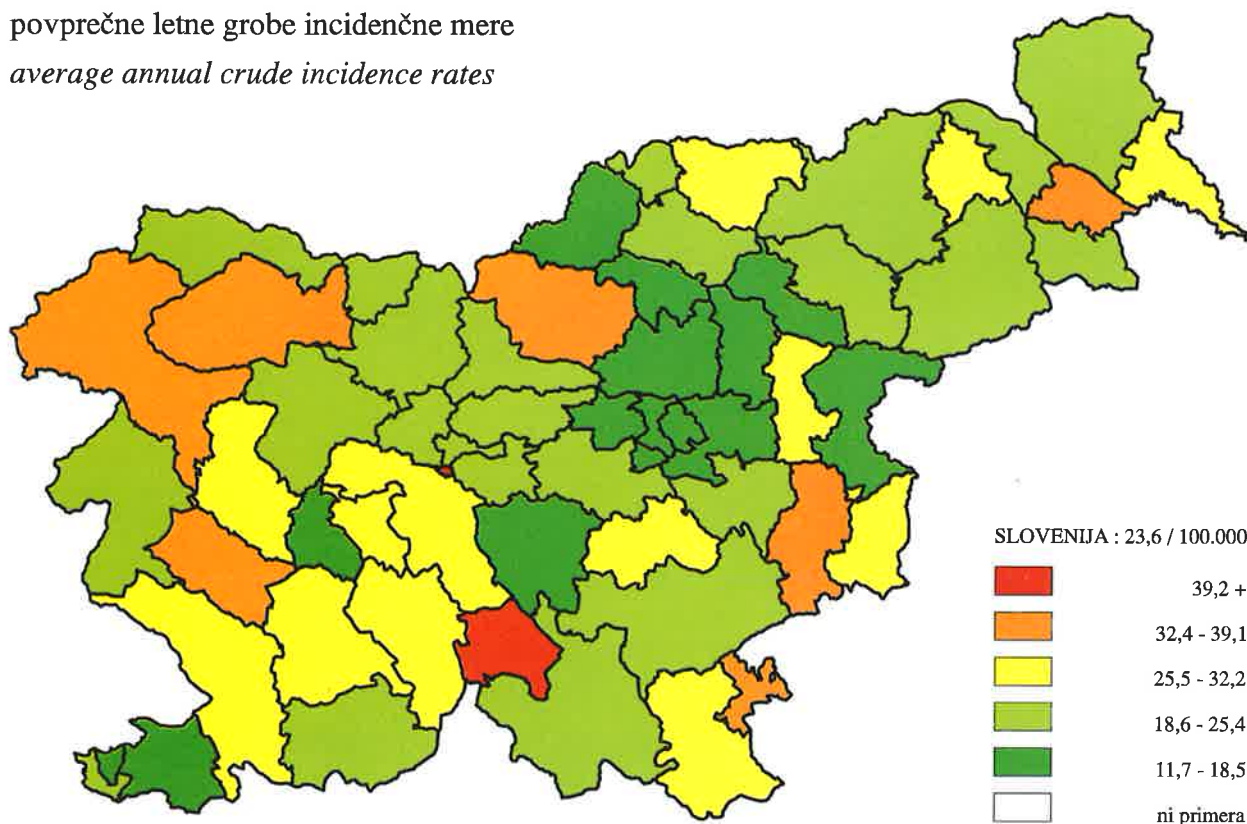 povprečne letne grobe incidenčne mere
average annual crude incidence rates
SLOVENIJA : 23,6 / 100.000
39,2 +
32,4 - 39,1
25,5 - 32,2
18,6 - 25,4
11,7 - 18,5
ni primera